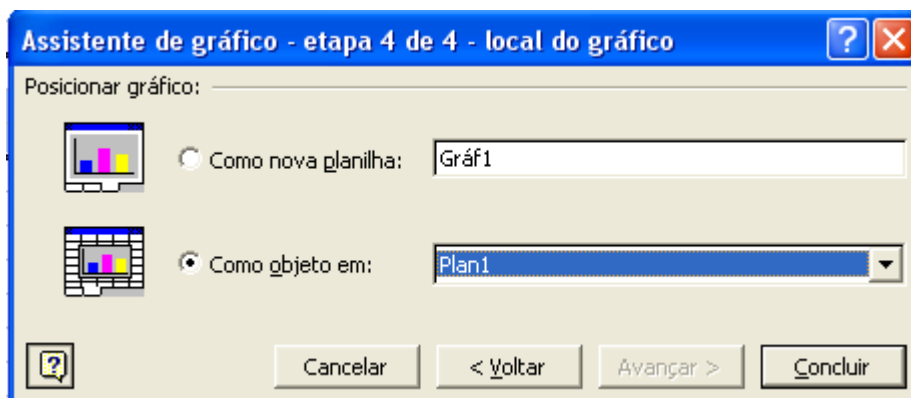 Assistente de gráfico - etapa 4 de 4 - local do gráfico
Posicionar gráfico:
Como nova planilha: Gráf1
Como objeto em: Plan1
Cancelar < Voltar Avançar > Concluir